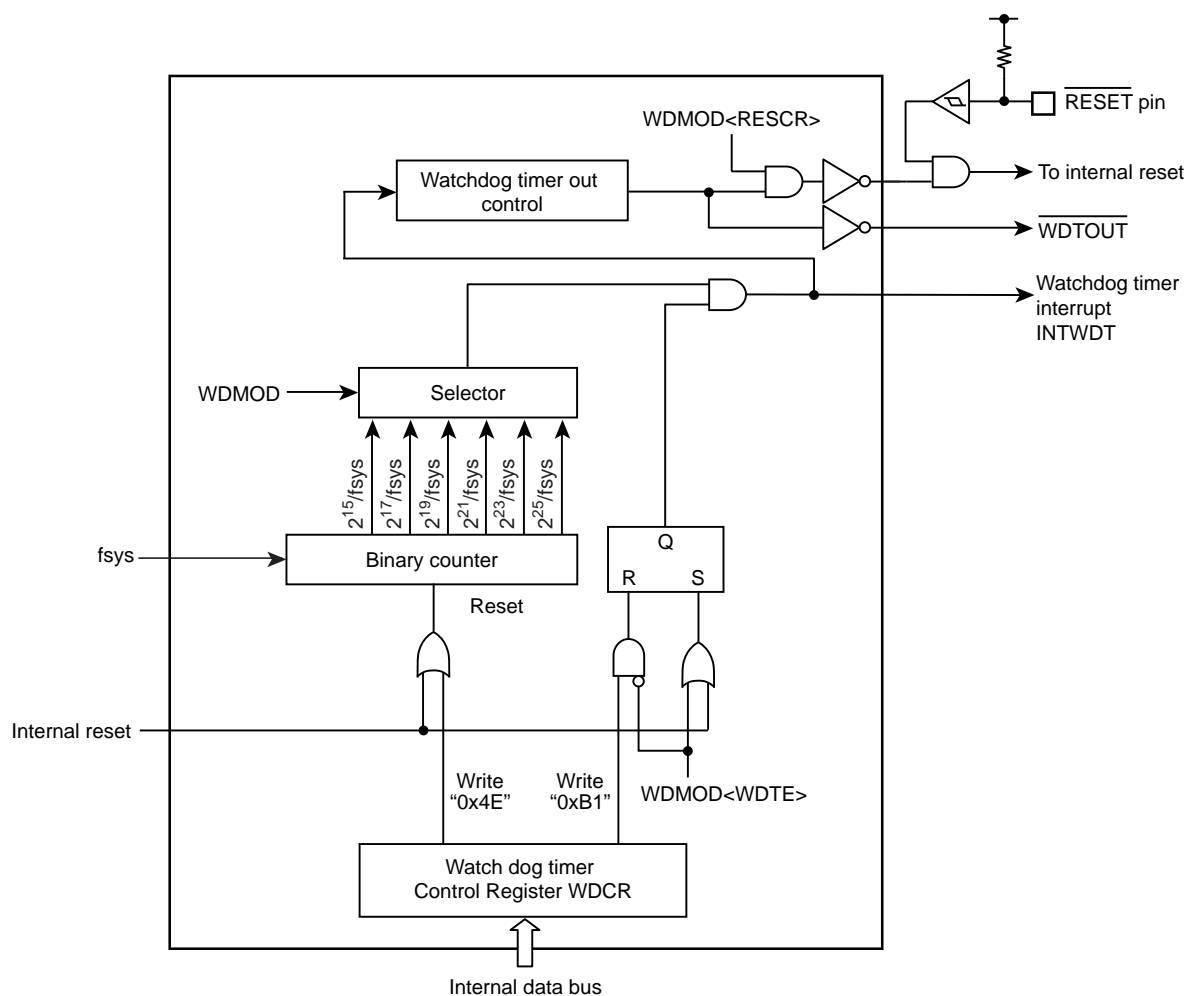 RESET pin
WDMOD<RESCR>
Watchdog timer out
control
To internal reset
WDTOUT
Watchdog timer
interrupt
INTWDT
WDMOD
Selector
2^15/fsys
2^17/fsys
2^19/fsys
2^21/fsys
2^23/fsys
2^25/fsys
fsys
Binary counter
Q
R
S
Reset
Internal reset
Write
“0x4E”
Write
“0xB1”
WDMOD<WDTE>
Watch dog timer
Control Register WDCR
Internal data bus